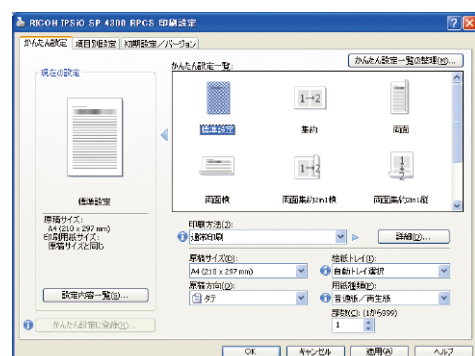 RICOH IPSiO SP 4300 RPCS 印刷設定
かんたん設定 項目別設定 初期設定／バージョン
現在の設定
かんたん設定一覧:
かんたん設定一覧の整理(M)...
標準設定
集約
両面
両面横
両面集約2in1横
両面集約2in1縦
標準設定
原稿サイズ:
A4 (210 x 297 mm)
印刷用紙サイズ:
原稿サイズと同じ
設定内容一覧(S)...
かんたん設定に登録(R)...
印刷方法(J):
通常印刷
詳細(D)...
原稿サイズ(O):
A4 (210 x 297 mm)
給紙トレイ(I):
自動トレイ選択
原稿方向(O):
タテ
用紙種類(P):
普通紙／再生紙
部数(C): (1から999)
1
OK キャンセル 適用(A) ヘルプ